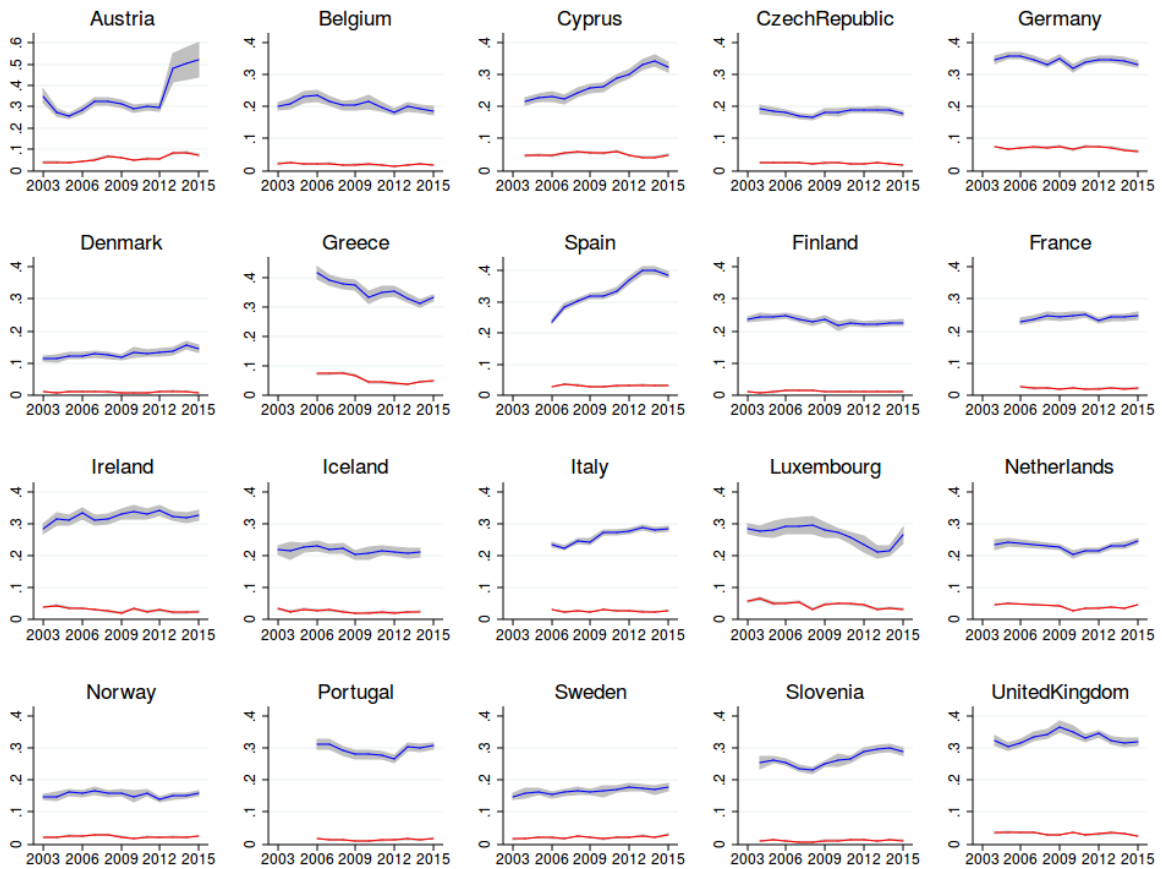 Austria Belgium Cyprus CzechRepublic Germany
.6 .4 .4 .4 .4
.5 .3 .3 .3 .3
.4 .2 .2 .2 .2
.3 .1 .1 .1 .1
.2 0 0 0 0
.1
0
2003 2006 2009 2012 2015 2003 2006 2009 2012 2015 2003 2006 2009 2012 2015 2003 2006 2009 2012 2015 2003 2006 2009 2012 2015
Denmark Greece Spain Finland France
.4 .4 .4 .4 .4
.3 .3 .3 .3 .3
.2 .2 .2 .2 .2
.1 .1 .1 .1 .1
0 0 0 0 0
2003 2006 2009 2012 2015 2003 2006 2009 2012 2015 2003 2006 2009 2012 2015 2003 2006 2009 2012 2015 2003 2006 2009 2012 2015
Ireland Iceland Italy Luxembourg Netherlands
.4 .4 .4 .4 .4
.3 .3 .3 .3 .3
.2 .2 .2 .2 .2
.1 .1 .1 .1 .1
0 0 0 0 0
2003 2006 2009 2012 2015 2003 2006 2009 2012 2015 2003 2006 2009 2012 2015 2003 2006 2009 2012 2015 2003 2006 2009 2012 2015
Norway Portugal Sweden Slovenia UnitedKingdom
.4 .4 .4 .4 .4
.3 .3 .3 .3 .3
.2 .2 .2 .2 .2
.1 .1 .1 .1 .1
0 0 0 0 0
2003 2006 2009 2012 2015 2003 2006 2009 2012 2015 2003 2006 2009 2012 2015 2003 2006 2009 2012 2015 2003 2006 2009 2012 2015